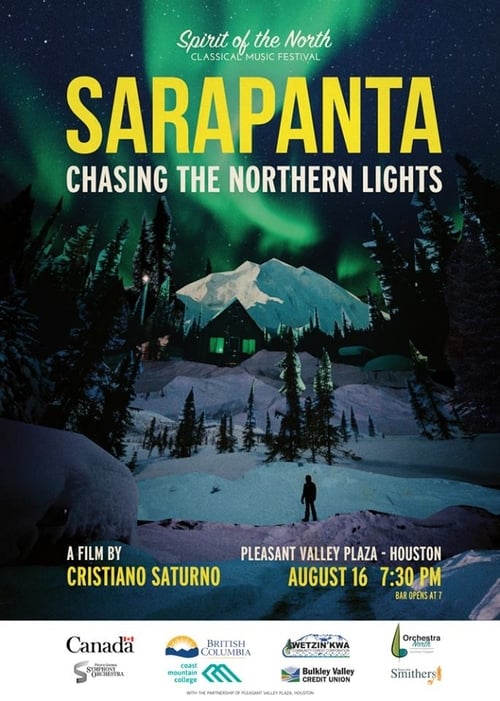 Spirit of the North
CLASSICAL MUSIC FESTIVAL
SARAPANTA
CHASING THE NORTHERN LIGHTS
A FILM BY
CRISTIANO SATURNO
PLEASANT VALLEY PLAZA - HOUSTON
AUGUST 16 7:30 PM
BAR OPENS AT 7
Canada
BRITISH
COLUMBIA
WETZIN'KWA
Orchestra
North
SYMPHONY
ORCHESTRA
coast
mountain
college
Bulkley Valley
CREDIT UNION
Smithers
WITH THE PARTNERSHIP OF PLEASANT VALLEY PLAZA, HOUSTON